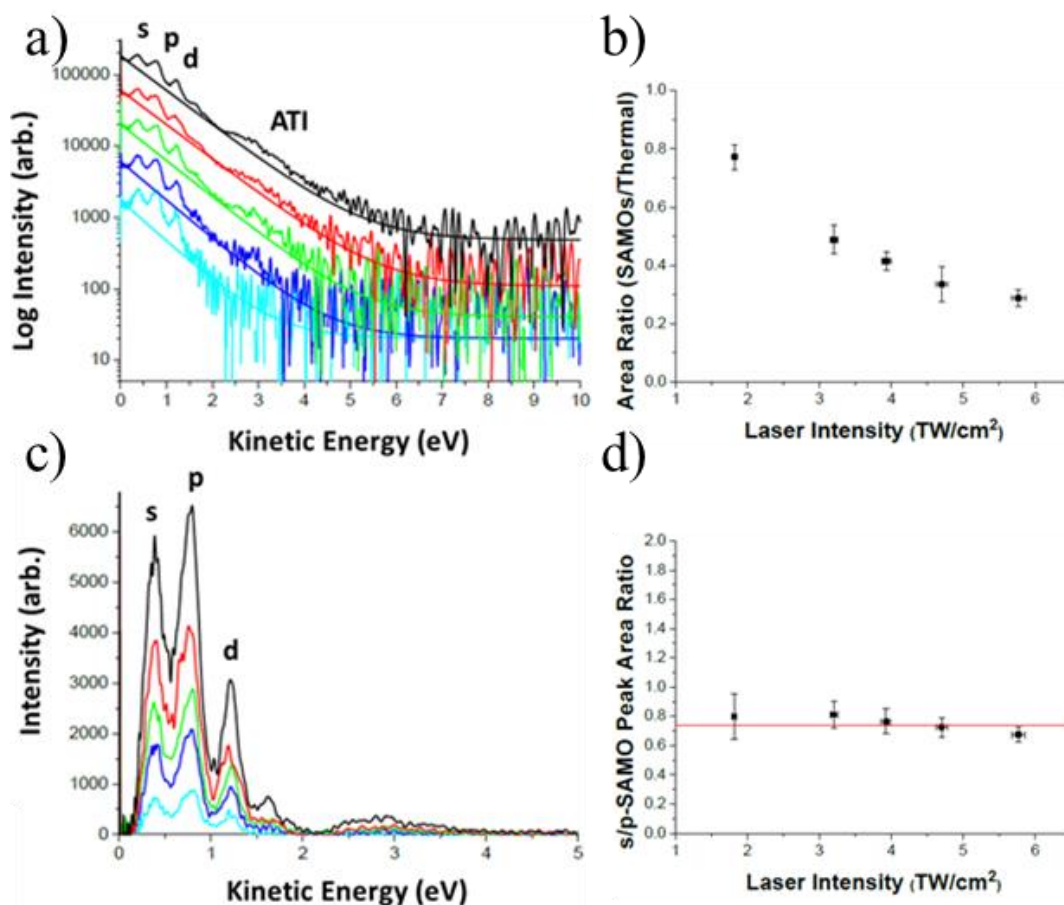 a)
s
p
d
ATI
100000
10000
1000
100
10
0 1 2 3 4 5 6 7 8 9 10
Log Intensity (arb.)
Kinetic Energy (eV)
b)
1.0
0.8
0.6
0.4
0.2
0.0
1 2 3 4 5 6
Area Ratio (SAMOs/Thermal)
Laser Intensity (TW/cm²)
c)
s
p
d
6000
5000
4000
3000
2000
1000
0
0 1 2 3 4 5
Intensity (arb.)
Kinetic Energy (eV)
d)
2.0
1.8
1.6
1.4
1.2
1.0
0.8
0.6
0.4
0.2
0.0
1 2 3 4 5 6
s/p-SAMO Peak Area Ratio
Laser Intensity (TW/cm²)